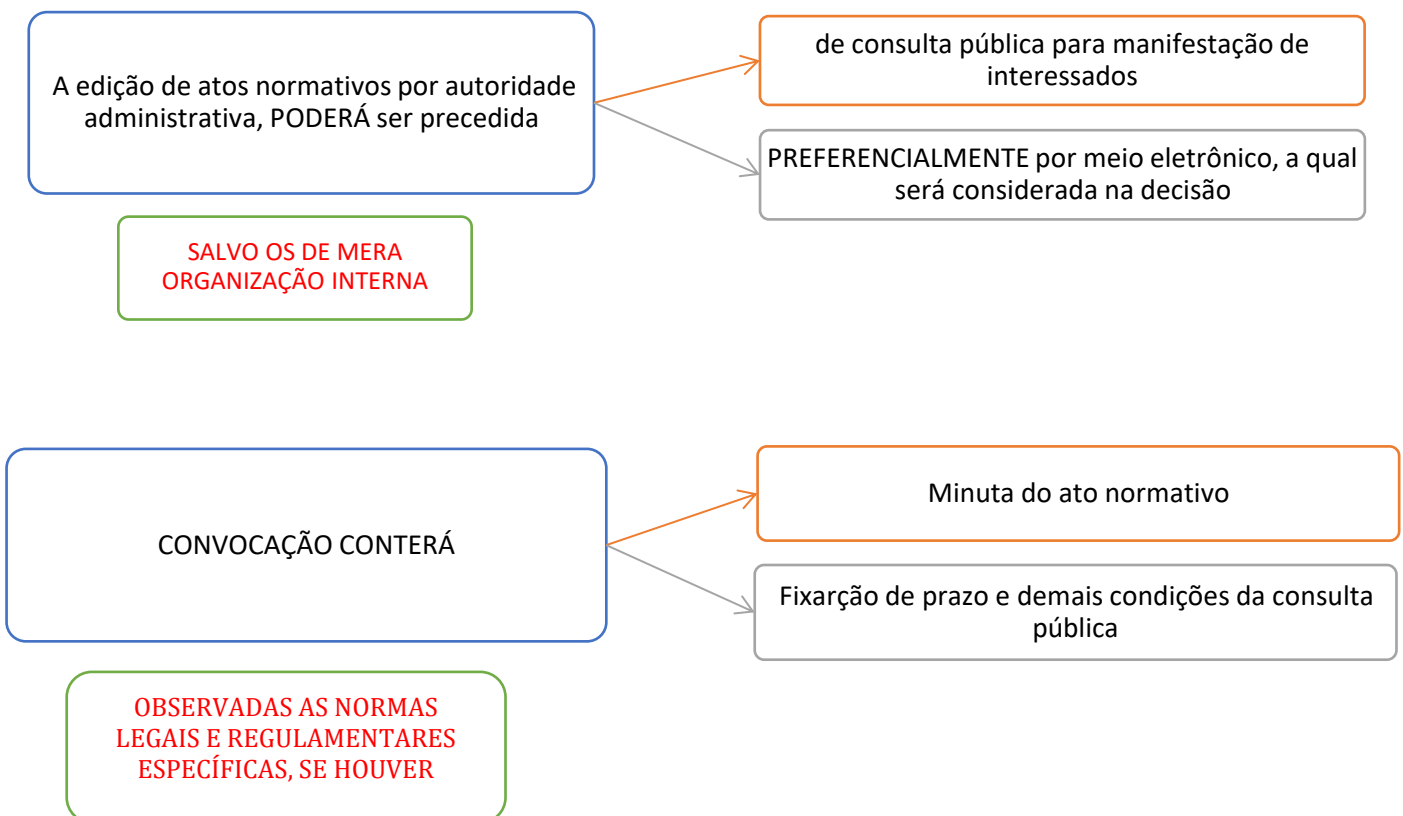 A edição de atos normativos por autoridade
administrativa, PODERÁ ser precedida
de consulta pública para manifestação de
interessados
PREFERENCIALMENTE por meio eletrônico, a qual
será considerada na decisão
SALVO OS DE MERA
ORGANIZAÇÃO INTERNA
CONVOCAÇÃO CONTERÁ
Minuta do ato normativo
Fixarção de prazo e demais condições da consulta
pública
OBSERVADAS AS NORMAS
LEGAIS E REGULAMENTARES
ESPECÍFICAS, SE HOUVER